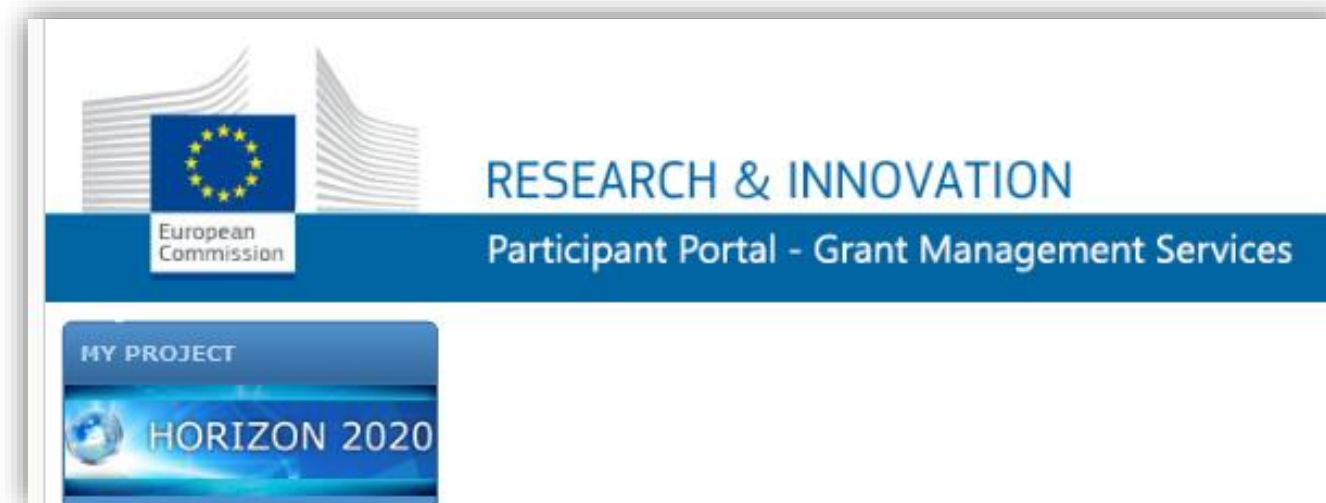 RESEARCH & INNOVATION
European
Commission
Participant Portal - Grant Management Services
MY PROJECT
HORIZON 2020